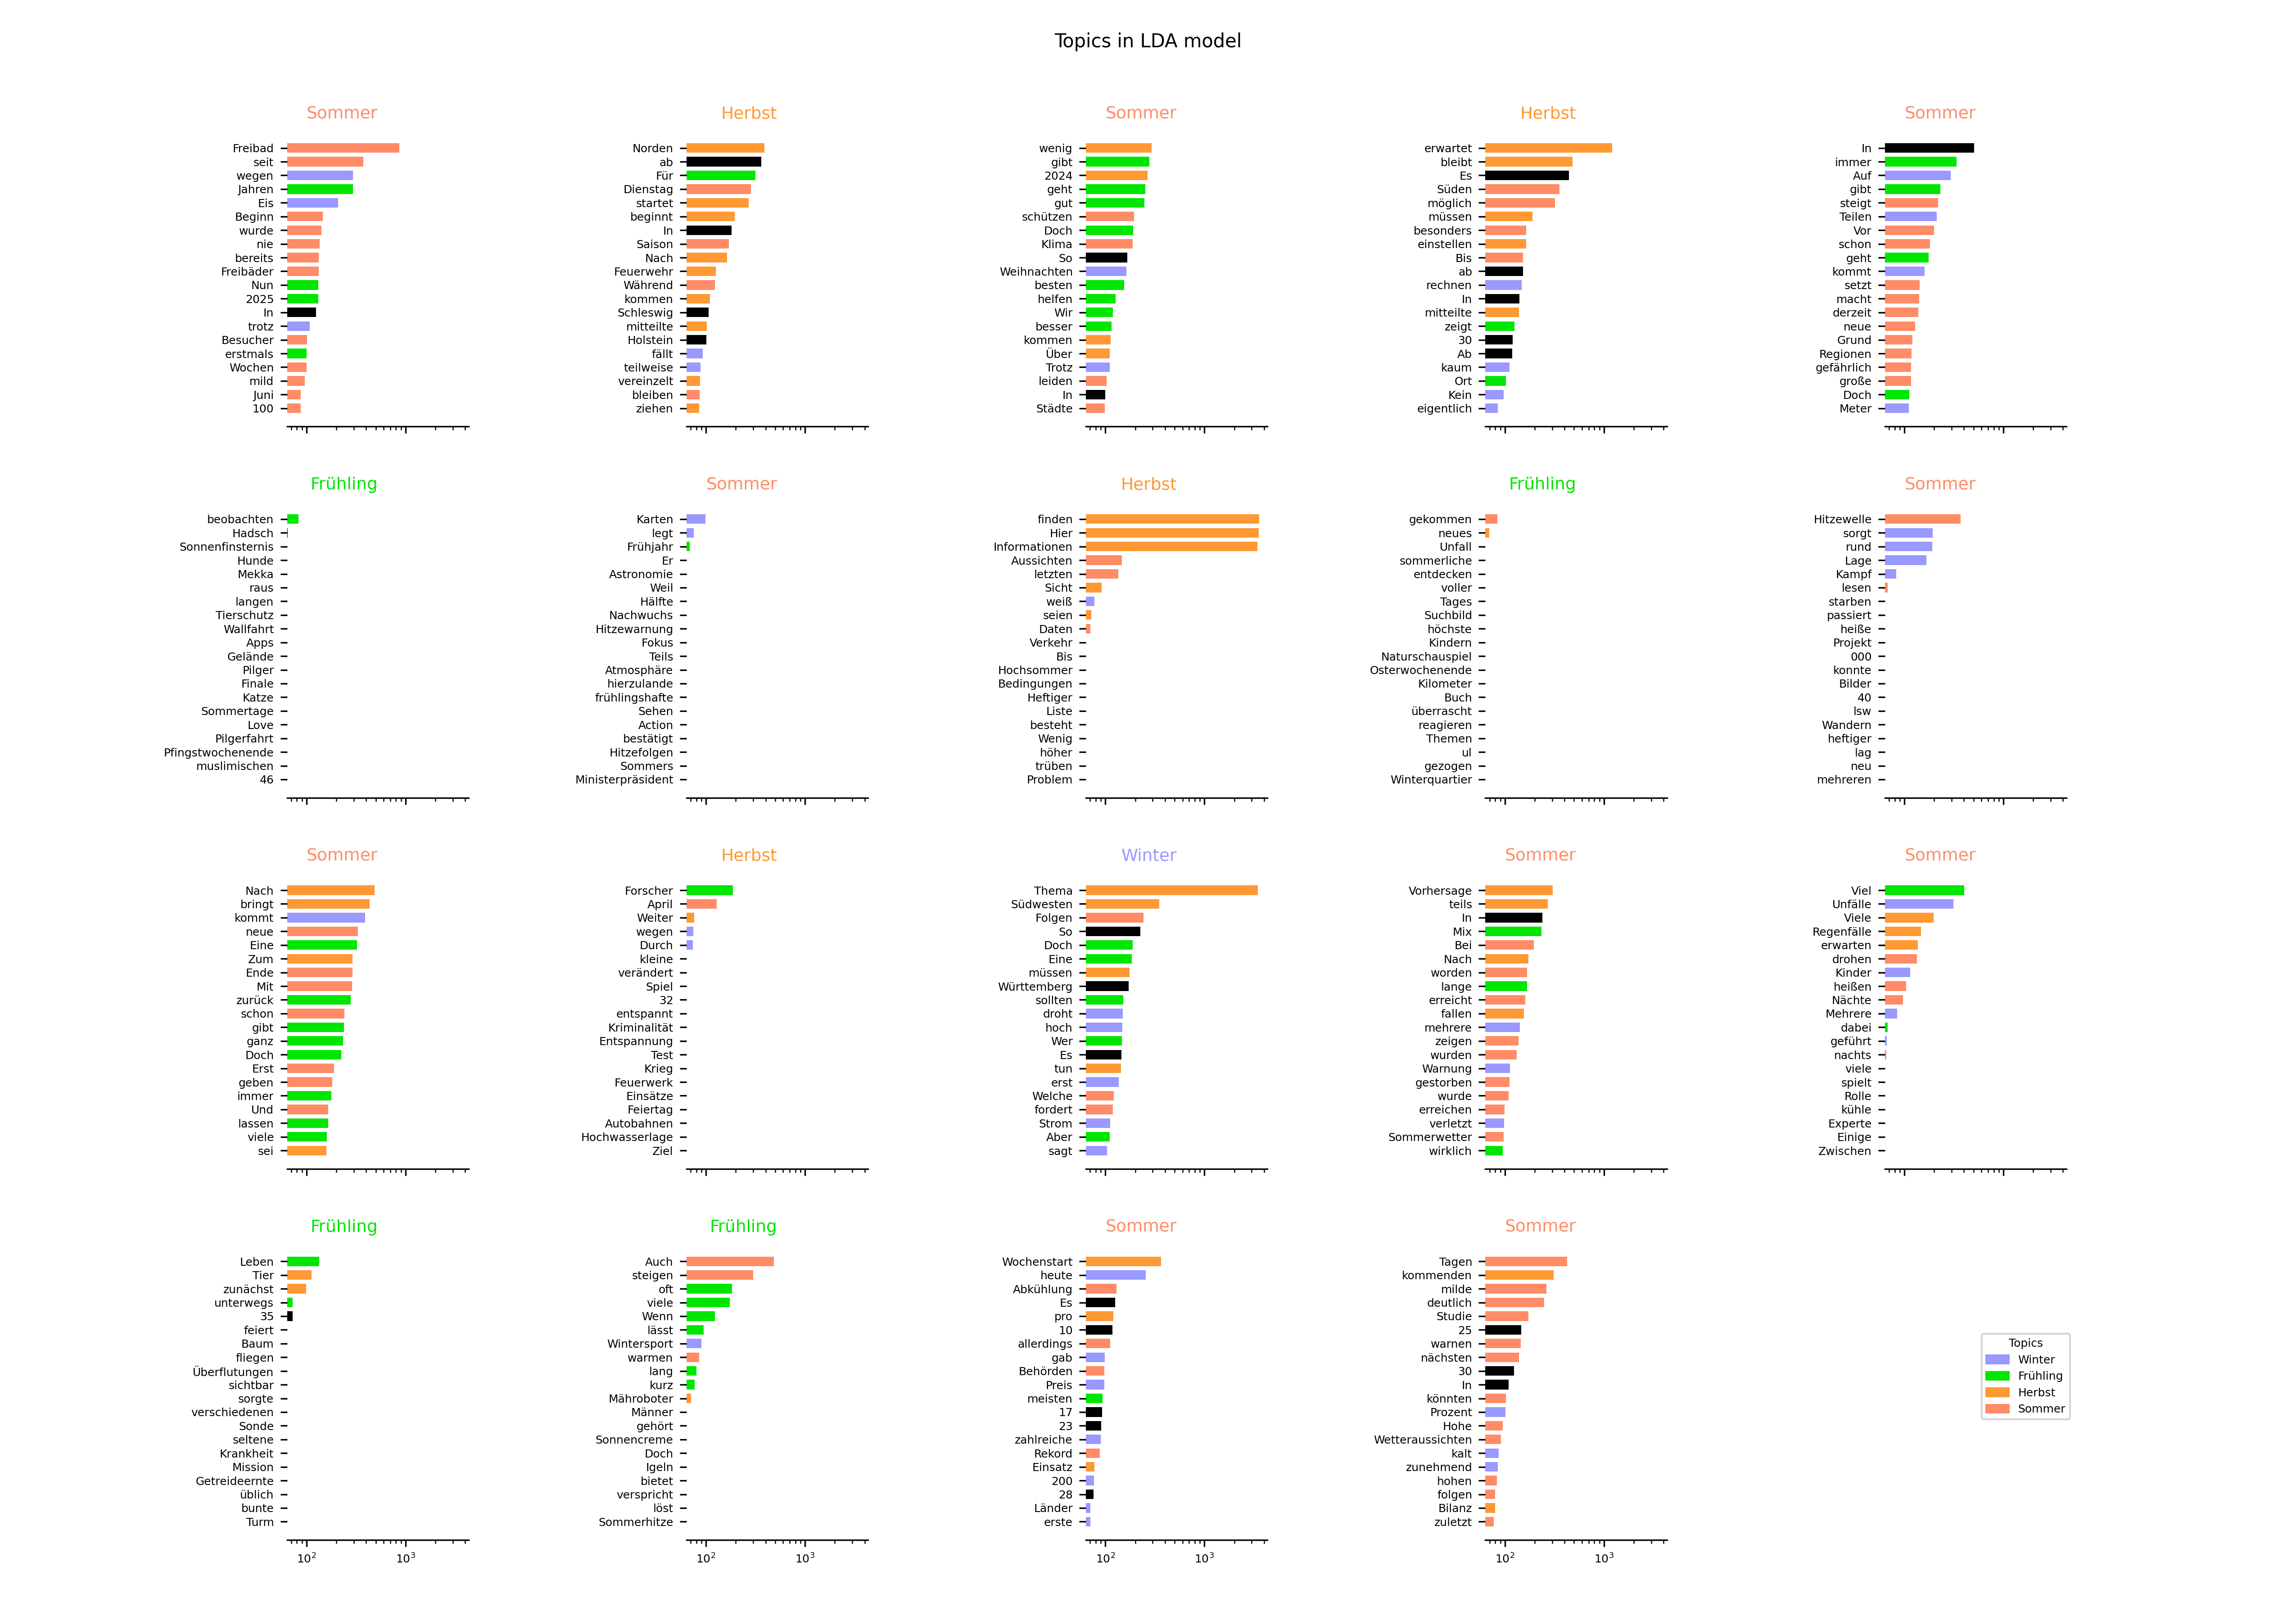 Topics in LDA model
Sommer
Freibad
seit
wegen
Jahren
Eis
Beginn
wurde
nie
bereits
Freibäder
Nun
2025
In
trotz
Besucher
erstmals
Wochen
mild
Juni
100
Herbst
Norden
ab
Für
Dienstag
startet
beginnt
In
Saison
Nach
Feuerwehr
Während
kommen
Schleswig
mitteilte
Holstein
fällt
teilweise
vereinzelt
bleiben
ziehen
Sommer
wenig
gibt
2024
geht
gut
schützen
Doch
Klima
So
Weihnachten
besten
helfen
Wir
besser
kommen
Über
Trotz
leiden
In
Städte
Herbst
erwartet
bleibt
Es
Süden
möglich
müssen
besonders
einstellen
Bis
ab
rechnen
In
mitteilte
zeigt
30
Ab
kaum
Ort
Kein
eigentlich
Sommer
In
immer
Auf
gibt
steigt
Teilen
Vor
schon
geht
kommt
setzt
macht
derzeit
neue
Grund
Regionen
gefährlich
große
Doch
Meter
Frühling
beobachten
Hadsch
Sonnenfinsternis
Hunde
Mekka
raus
langen
Tierschutz
Wallfahrt
Apps
Gelände
Pilger
Finale
Katze
Sommertage
Love
Pilgerfahrt
Pfingstwochenende
muslimischen
46
Sommer
Karten
legt
Frühjahr
Er
Astronomie
Weil
Hälfte
Nachwuchs
Hitzewarnung
Fokus
Teils
Atmosphäre
hierzulande
frühlingshafte
Sehen
Action
bestätigt
Hitzefolgen
Sommers
Ministerpräsident
Herbst
finden
Hier
Informationen
Aussichten
letzten
Sicht
weiß
seien
Daten
Verkehr
Bis
Hochsommer
Bedingungen
Heftiger
Liste
besteht
Wenig
höher
trüben
Problem
Frühling
gekommen
neues
Unfall
sommerliche
entdecken
voller
Tages
Suchbild
höchste
Kindern
Naturschauspiel
Osterwochenende
Kilometer
Buch
überrascht
reagieren
Themen
ul
gezogen
Winterquartier
Sommer
Hitzewelle
sorgt
rund
Lage
Kampf
lesen
starben
passiert
heiße
Projekt
000
konnte
Bilder
40
lsw
Wandern
heftiger
lag
neu
mehreren
Sommer
Nach
bringt
kommt
neue
Eine
Zum
Ende
Mit
zurück
schon
gibt
ganz
Doch
Erst
geben
immer
Und
lassen
viele
sei
Herbst
Forscher
April
Weiter
wegen
Durch
kleine
verändert
Spiel
32
entspannt
Kriminalität
Entspannung
Test
Krieg
Feuerwerk
Einsätze
Feiertag
Autobahnen
Hochwasserlage
Ziel
Winter
Thema
Südwesten
Folgen
So
Doch
Eine
müssen
Württemberg
sollten
droht
hoch
Wer
Es
tun
erst
Welche
fordert
Strom
Aber
sagt
Sommer
Vorhersage
teils
In
Mix
Bei
Nach
worden
lange
erreicht
fallen
mehrere
zeigen
wurden
Warnung
gestorben
wurde
erreichen
verletzt
Sommerwetter
wirklich
Sommer
Viel
Unfälle
Viele
Regenfälle
erwarten
drohen
Kinder
heißen
Nächte
Mehrere
dabei
geführt
nachts
viele
spielt
Rolle
kühle
Experte
Einige
Zwischen
Frühling
Leben
Tier
zunächst
unterwegs
35
feiert
Baum
fliegen
Überflutungen
sichtbar
sorgte
verschiedenen
Sonde
seltene
Krankheit
Mission
Getreideernte
üblich
bunte
Turm
10² 10³
Frühling
Auch
steigen
oft
viele
Wenn
lässt
Wintersport
warmen
lang
kurz
Mähroboter
Männer
gehört
Sonnencreme
Doch
Igeln
bietet
verspricht
löst
Sommerhitze
10² 10³
Sommer
Wochenstart
heute
Abkühlung
Es
pro
10
allerdings
gab
Behörden
Preis
meisten
17
23
zahlreiche
Rekord
Einsatz
200
28
Länder
erste
10² 10³
Sommer
Tagen
kommenden
milde
deutlich
Studie
25
warnen
nächsten
30
In
könnten
Prozent
Hohe
Wetteraussichten
kalt
zunehmend
hohen
folgen
Bilanz
zuletzt
10² 10³
Topics
Winter
Frühling
Herbst
Sommer